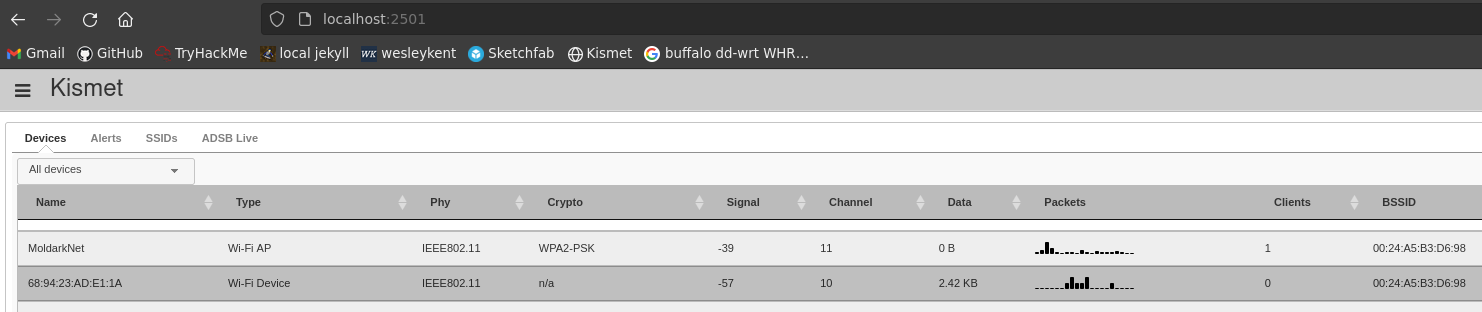 localhost:2501
Gmail GitHub TryHackMe local jekyll WK wesleykent Sketchfab Kismet buffalo dd-wrt WHR...
Kismet
Devices Alerts SSIDs ADSB Live
All devices
Name Type Phy Crypto Signal Channel Data Packets Clients BSSID
MoldarkNet Wi-Fi AP IEEE802.11 WPA2-PSK -39 11 0 B 1 00:24:A5:B3:D6:98
68:94:23:AD:E1:1A Wi-Fi Device IEEE802.11 n/a -57 10 2.42 KB 0 00:24:A5:B3:D6:98